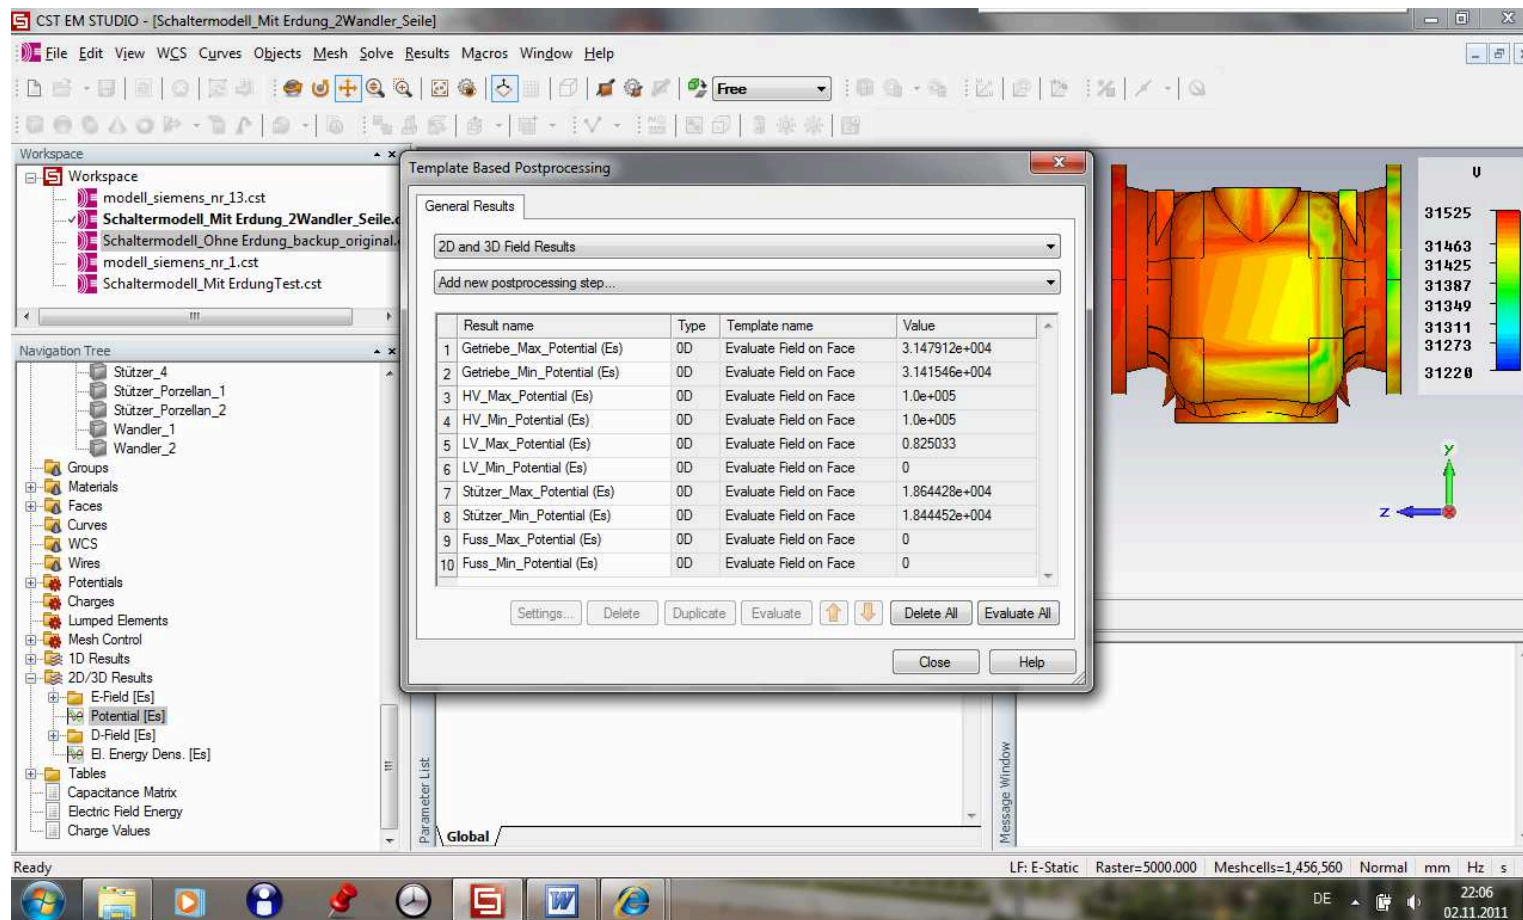 CST EM STUDIO - [Schaltermodell_Mit Erdung_2Wandler_Seile]
File Edit View WCS Curves Objects Mesh Solve Results Macros Window Help
Free
Workspace
Workspace
modell_siemens_nr_13.cst
Schaltermodell_Mit Erdung_2Wandler_Seile.c
Schaltermodell_Ohne Erdung_backup_original.
modell_siemens_nr_1.cst
Schaltermodell_Mit ErdungTest.cst
Navigation Tree
Stützer_4
Stützer_Porzellan_1
Stützer_Porzellan_2
Wandler_1
Wandler_2
Groups
Materials
Faces
Curves
WCS
Wires
Potentials
Charges
Lumped Elements
Mesh Control
1D Results
2D/3D Results
E-Field [Es]
Potential [Es]
D-Field [Es]
El. Energy Dens. [Es]
Tables
Capacitance Matrix
Electric Field Energy
Charge Values
Template Based Postprocessing
General Results
2D and 3D Field Results
Add new postprocessing step...
Result name Type Template name Value
1 Getriebe_Max_Potential (Es) 0D Evaluate Field on Face 3.147912e+004
2 Getriebe_Min_Potential (Es) 0D Evaluate Field on Face 3.141546e+004
3 HV_Max_Potential (Es) 0D Evaluate Field on Face 1.0e+005
4 HV_Min_Potential (Es) 0D Evaluate Field on Face 1.0e+005
5 LV_Max_Potential (Es) 0D Evaluate Field on Face 0.825033
6 LV_Min_Potential (Es) 0D Evaluate Field on Face 0
7 Stützer_Max_Potential (Es) 0D Evaluate Field on Face 1.864428e+004
8 Stützer_Min_Potential (Es) 0D Evaluate Field on Face 1.844452e+004
9 Fuss_Max_Potential (Es) 0D Evaluate Field on Face 0
10 Fuss_Min_Potential (Es) 0D Evaluate Field on Face 0
Settings... Delete Duplicate Evaluate Delete All Evaluate All
Close Help
V
31525
31463
31425
31387
31349
31311
31273
31220
y
z
Parameter List
Global
Message Window
Ready
LF: E-Static Raster=5000.000 Meshcells=1,456,560 Normal mm Hz s
DE
22:06
02.11.2011